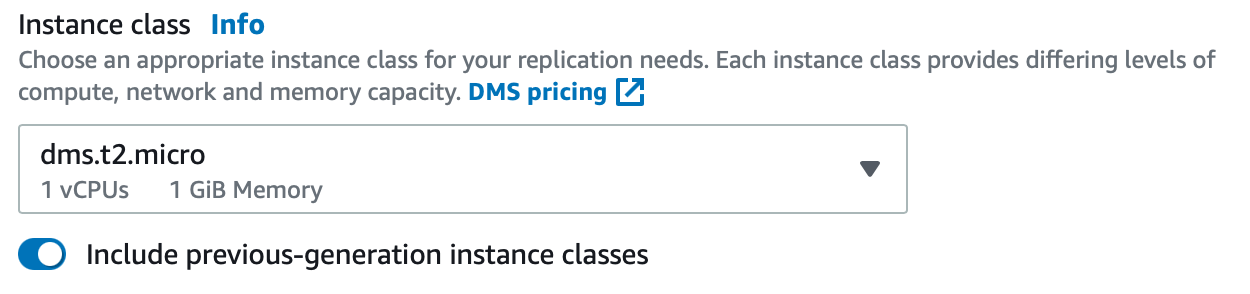 Instance class Info
Choose an appropriate instance class for your replication needs. Each instance class provides differing levels of
compute, network and memory capacity. DMS pricing
dms.t2.micro
1 vCPUs 1 GiB Memory
Include previous-generation instance classes